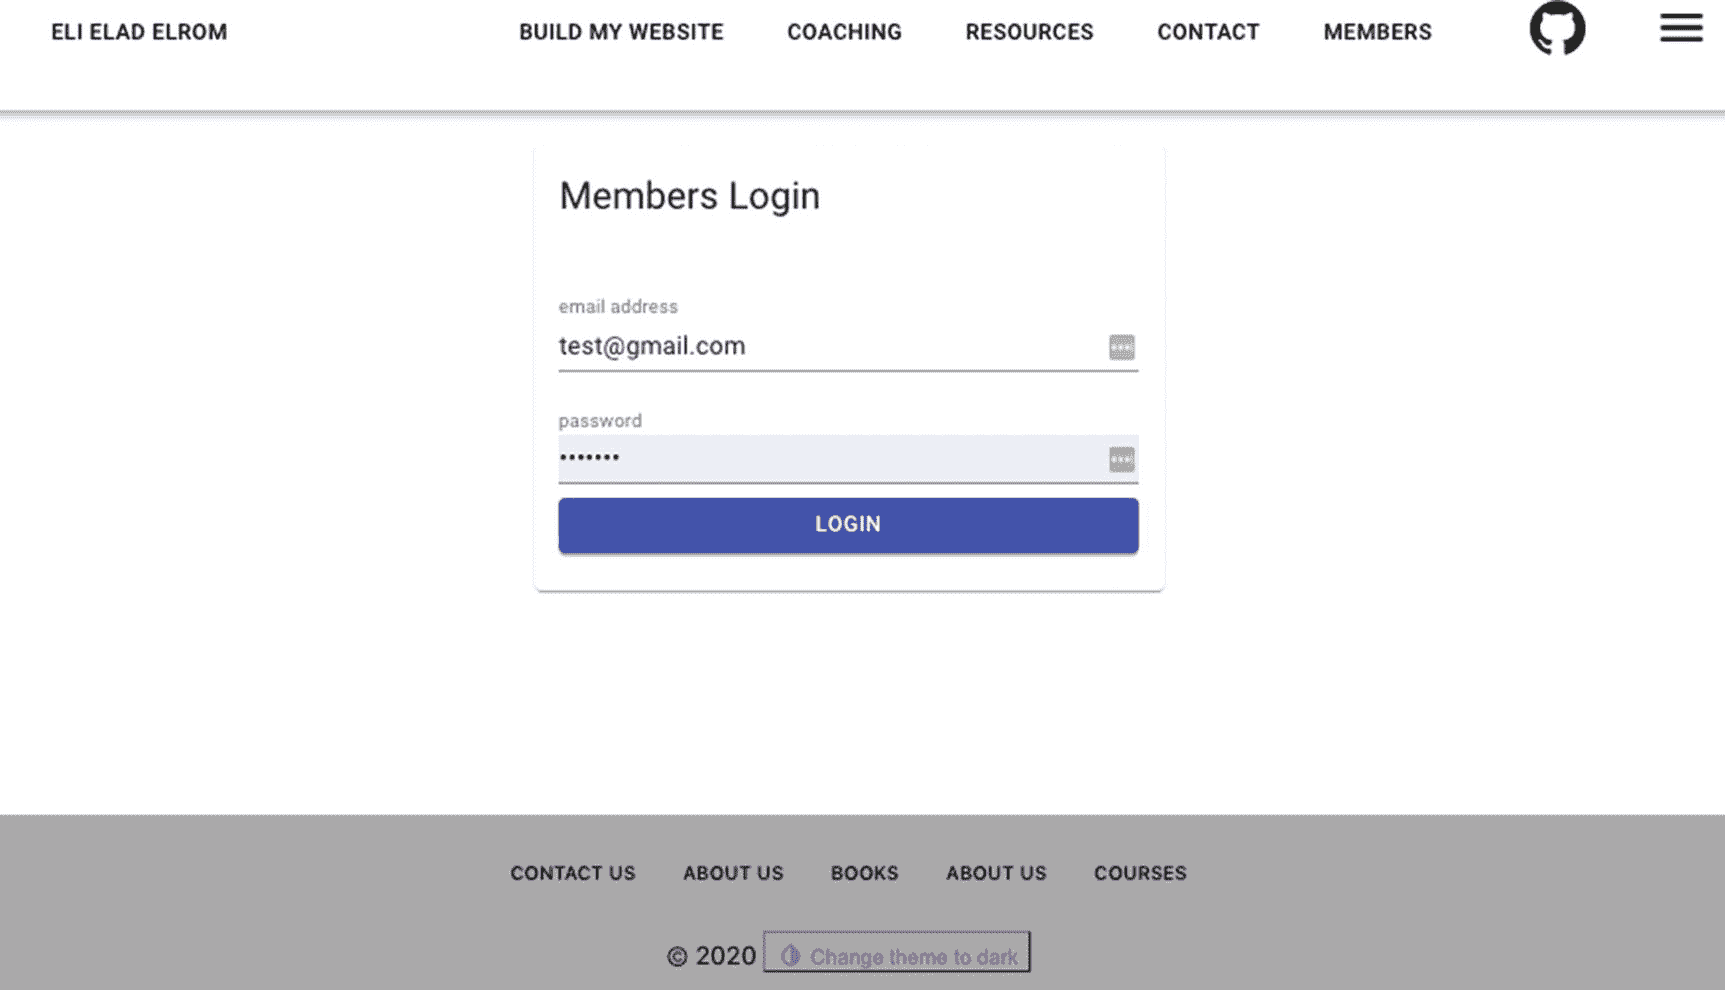 ELI ELAD ELROM BUILD MY WEBSITE COACHING RESOURCES CONTACT MEMBERS
Members Login
email address
test@gmail.com
password
•••••••
LOGIN
CONTACT US ABOUT US BOOKS ABOUT US COURSES
© 2020 Change theme to dark